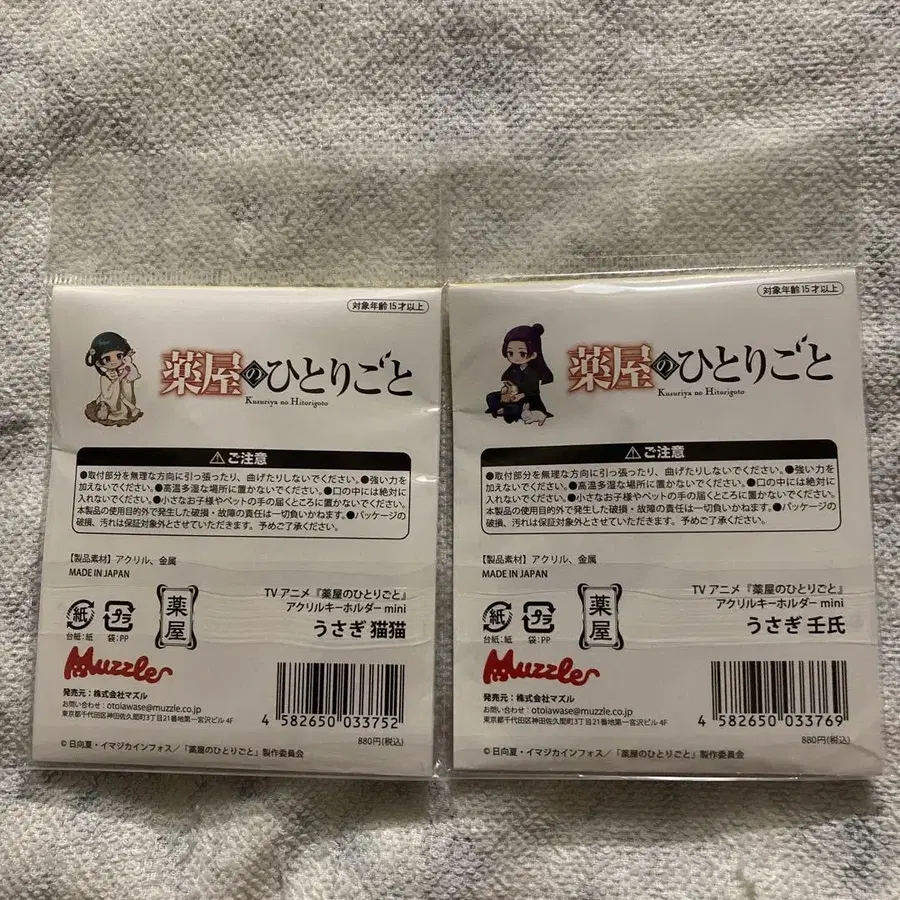 対象年齢15才以上
薬屋のひとりごと
Kusuriya no Hitorigoto
⚠ご注意
●取付部分を無理な方向に引っ張ったり、曲げたりしないでください。●強い力を
加えないでください。●高温多湿な場所に置かないでください。●口の中には絶対に
入れないでください。●小さなお子様やペットの手の届くところに置かないでください。
本製品の使用目的外で発生した破損・故障の責任は一切負いかねます。●パッケージの
破損、汚れは保証対象外とさせていただきます。予めご了承ください。
【製品素材】アクリル、金属
MADE IN JAPAN
紙
台紙:紙
プラ
袋:PP
薬屋
TVアニメ『薬屋のひとりごと』
アクリルキーホルダー mini
うさぎ 猫猫
Muzzle
発売元:株式会社マズル
お問い合わせ:otoiawase@muzzle.co.jp
東京都千代田区神田佐久間町3丁目21番地第一宮沢ビル 4F
4 582650 033752
880円(税込)
© 日向夏・イマジカインフォス/「薬屋のひとりごと」製作委員会
対象年齢15才以上
薬屋のひとりごと
Kusuriya no Hitorigoto
⚠ご注意
●取付部分を無理な方向に引っ張ったり、曲げたりしないでください。●強い力を
加えないでください。●高温多湿な場所に置かないでください。●口の中には絶対に
入れないでください。●小さなお子様やペットの手の届くところに置かないでください。
本製品の使用目的外で発生した破損・故障の責任は一切負いかねます。●パッケージの
破損、汚れは保証対象外とさせていただきます。予めご了承ください。
【製品素材】アクリル、金属
MADE IN JAPAN
紙
台紙:紙
プラ
袋:PP
薬屋
TVアニメ『薬屋のひとりごと』
アクリルキーホルダー mini
うさぎ 壬氏
Muzzle
発売元:株式会社マズル
お問い合わせ:otoiawase@muzzle.co.jp
東京都千代田区神田佐久間町3丁目21番地第一宮沢ビル 4F
4 582650 033769
880円(税込)
© 日向夏・イマジカインフォス/「薬屋のひとりごと」製作委員会